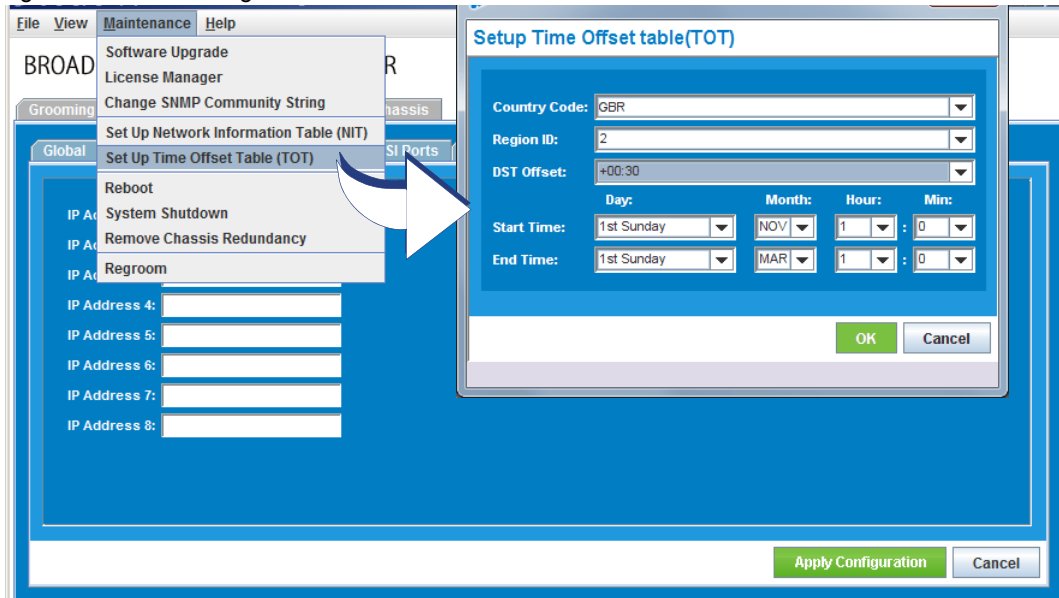 File View Maintenance Help
BROAD
R
Software Upgrade
License Manager
Change SNMP Community String
Set Up Network Information Table (NIT)
Set Up Time Offset Table (TOT)
Reboot
System Shutdown
Remove Chassis Redundancy
Regroom
Grooming
hassis
Global
SI Ports
IP Ad
IP Ad
IP Ad
IP Address 4:
IP Address 5:
IP Address 6:
IP Address 7:
IP Address 8:
Setup Time Offset table(TOT)
Country Code: GBR
Region ID: 2
DST Offset: +00:30
Day: Month: Hour: Min:
Start Time: 1st Sunday NOV 1 : 0
End Time: 1st Sunday MAR 1 : 0
OK Cancel
Apply Configuration Cancel